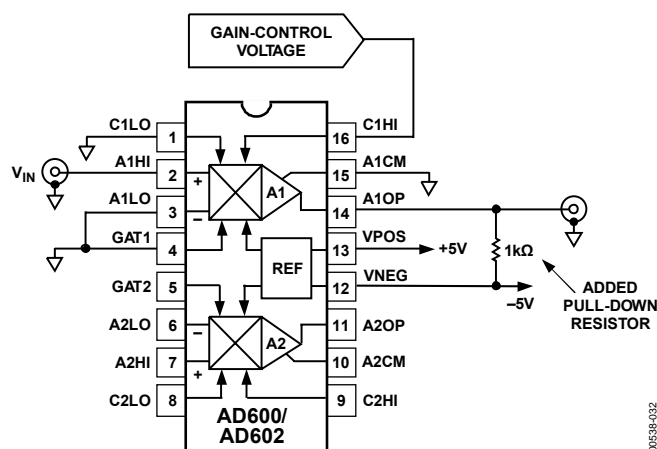 GAIN-CONTROL
VOLTAGE
C1LO
1
16
C1HI
VIN
A1HI
2
+
A1
15
A1CM
A1LO
3
–
14
A1OP
GAT1
4
REF
13
VPOS
+5V
1kΩ
GAT2
5
12
VNEG
–5V
ADDED
PULL-DOWN
RESISTOR
A2LO
6
–
A2
11
A2OP
A2HI
7
+
10
A2CM
C2LO
8
9
C2HI
AD600/
AD602
00538-032